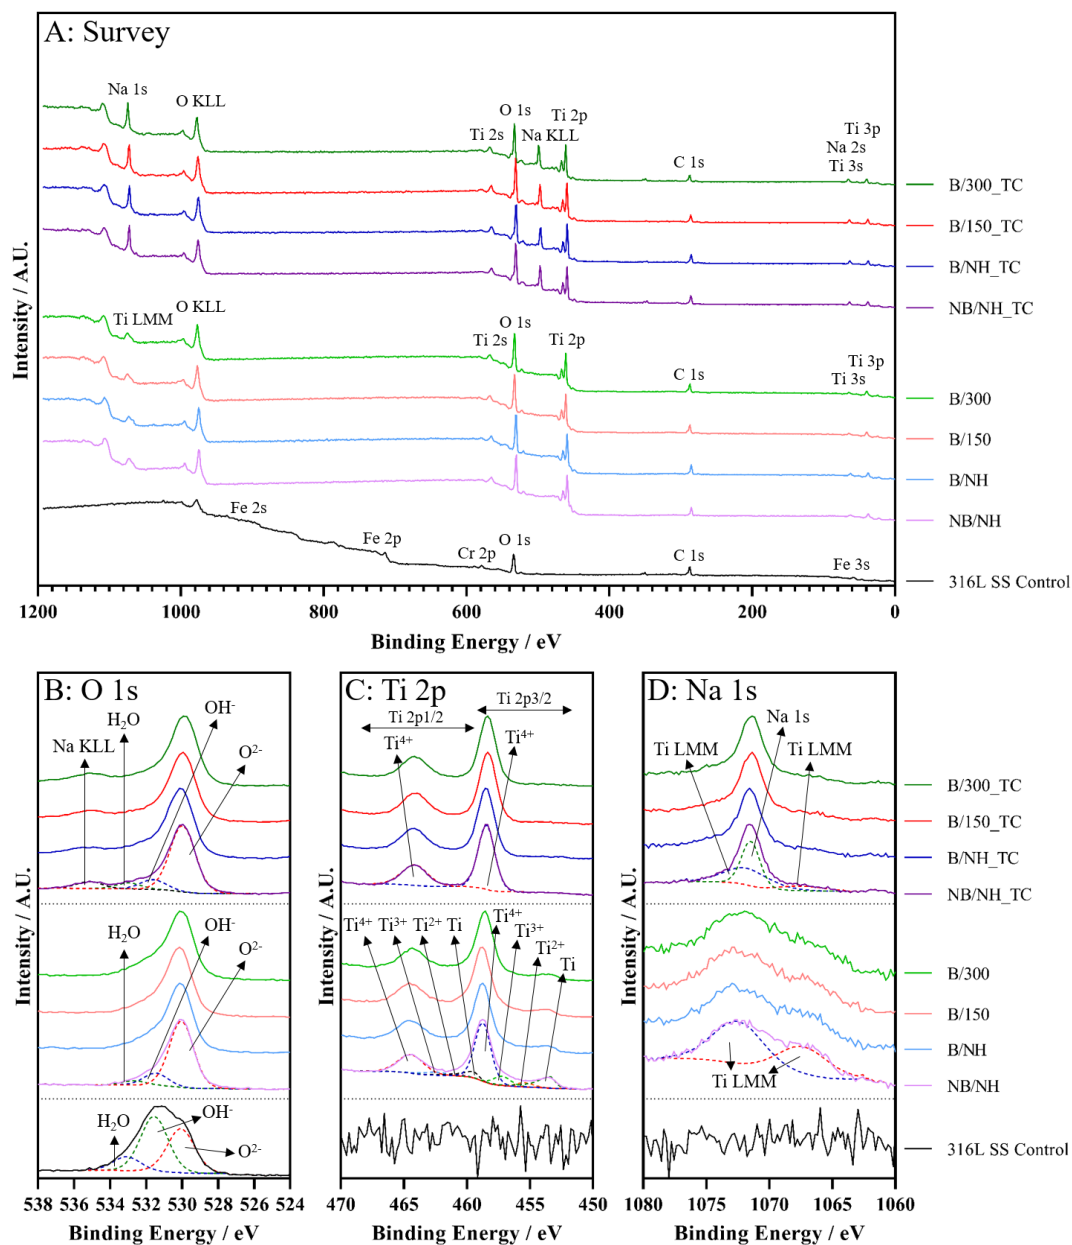 A: Survey
Na 1s
O KLL
O 1s
Ti 2p
Ti 2s
Na KLL
C 1s
Ti 3p
Na 2s
Ti 3s
B/300_TC
B/150_TC
B/NH_TC
NB/NH_TC
Ti LMM
O KLL
O 1s
Ti 2s
Ti 2p
C 1s
Ti 3p
Ti 3s
B/300
B/150
B/NH
NB/NH
Fe 2s
Fe 2p
Cr 2p
O 1s
C 1s
Fe 3s
316L SS Control
Intensity / A.U.
1200 1000 800 600 400 200 0
Binding Energy / eV
B: O 1s
Na KLL
H₂O
OH⁻
O²⁻
H₂O
OH⁻
O²⁻
H₂O
OH⁻
O²⁻
Intensity / A.U.
Intensity / A.U.
538 536 534 532 530 528 526 524
Binding Energy / eV
C: Ti 2p
Ti 2p1/2
Ti 2p3/2
Ti⁴⁺
Ti⁴⁺
Ti⁴⁺
Ti³⁺
Ti²⁺
Ti
Ti⁴⁺
Ti³⁺
Ti²⁺
Ti
Intensity / A.U.
Intensity / A.U.
470 465 460 455 450
Binding Energy / eV
D: Na 1s
Na 1s
Ti LMM
Ti LMM
Ti LMM
Intensity / A.U.
Intensity / A.U.
1080 1075 1070 1065 1060
Binding Energy / eV
B/300_TC
B/150_TC
B/NH_TC
NB/NH_TC
B/300
B/150
B/NH
NB/NH
316L SS Control